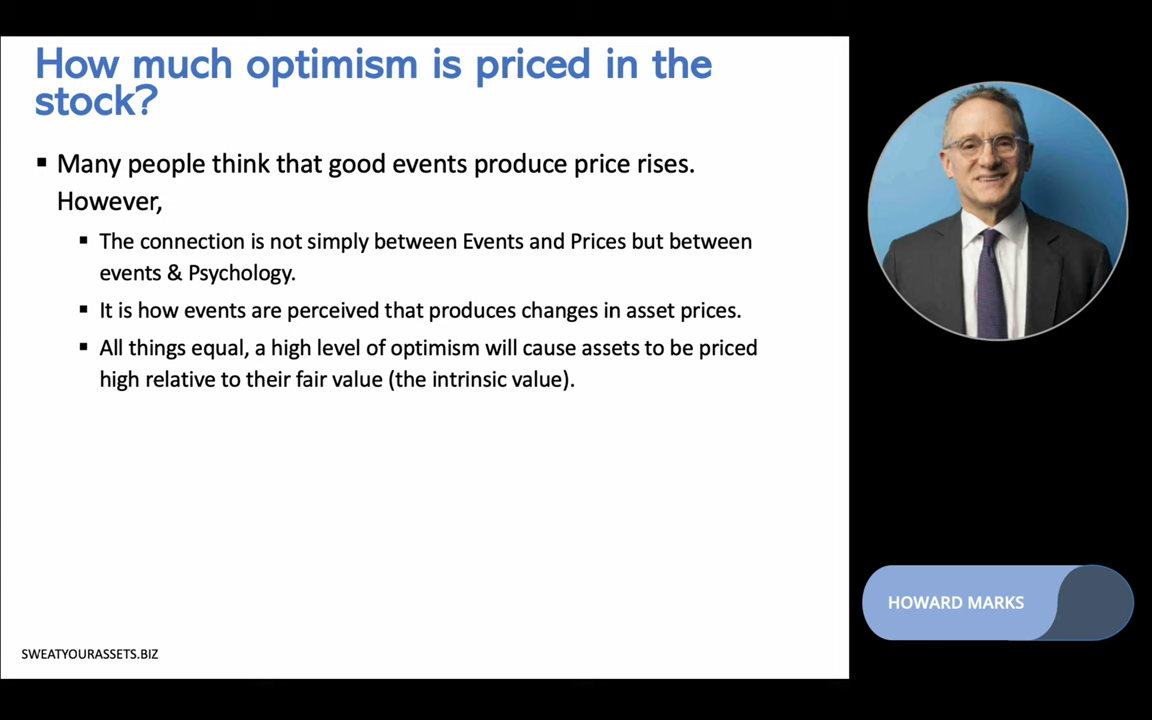 How much optimism is priced in the
stock?
▪ Many people think that good events produce price rises.
However,
▪ The connection is not simply between Events and Prices but between
events & Psychology.
▪ It is how events are perceived that produces changes in asset prices.
▪ All things equal, a high level of optimism will cause assets to be priced
high relative to their fair value (the intrinsic value).
HOWARD MARKS
SWEATYOURASSETS.BIZ